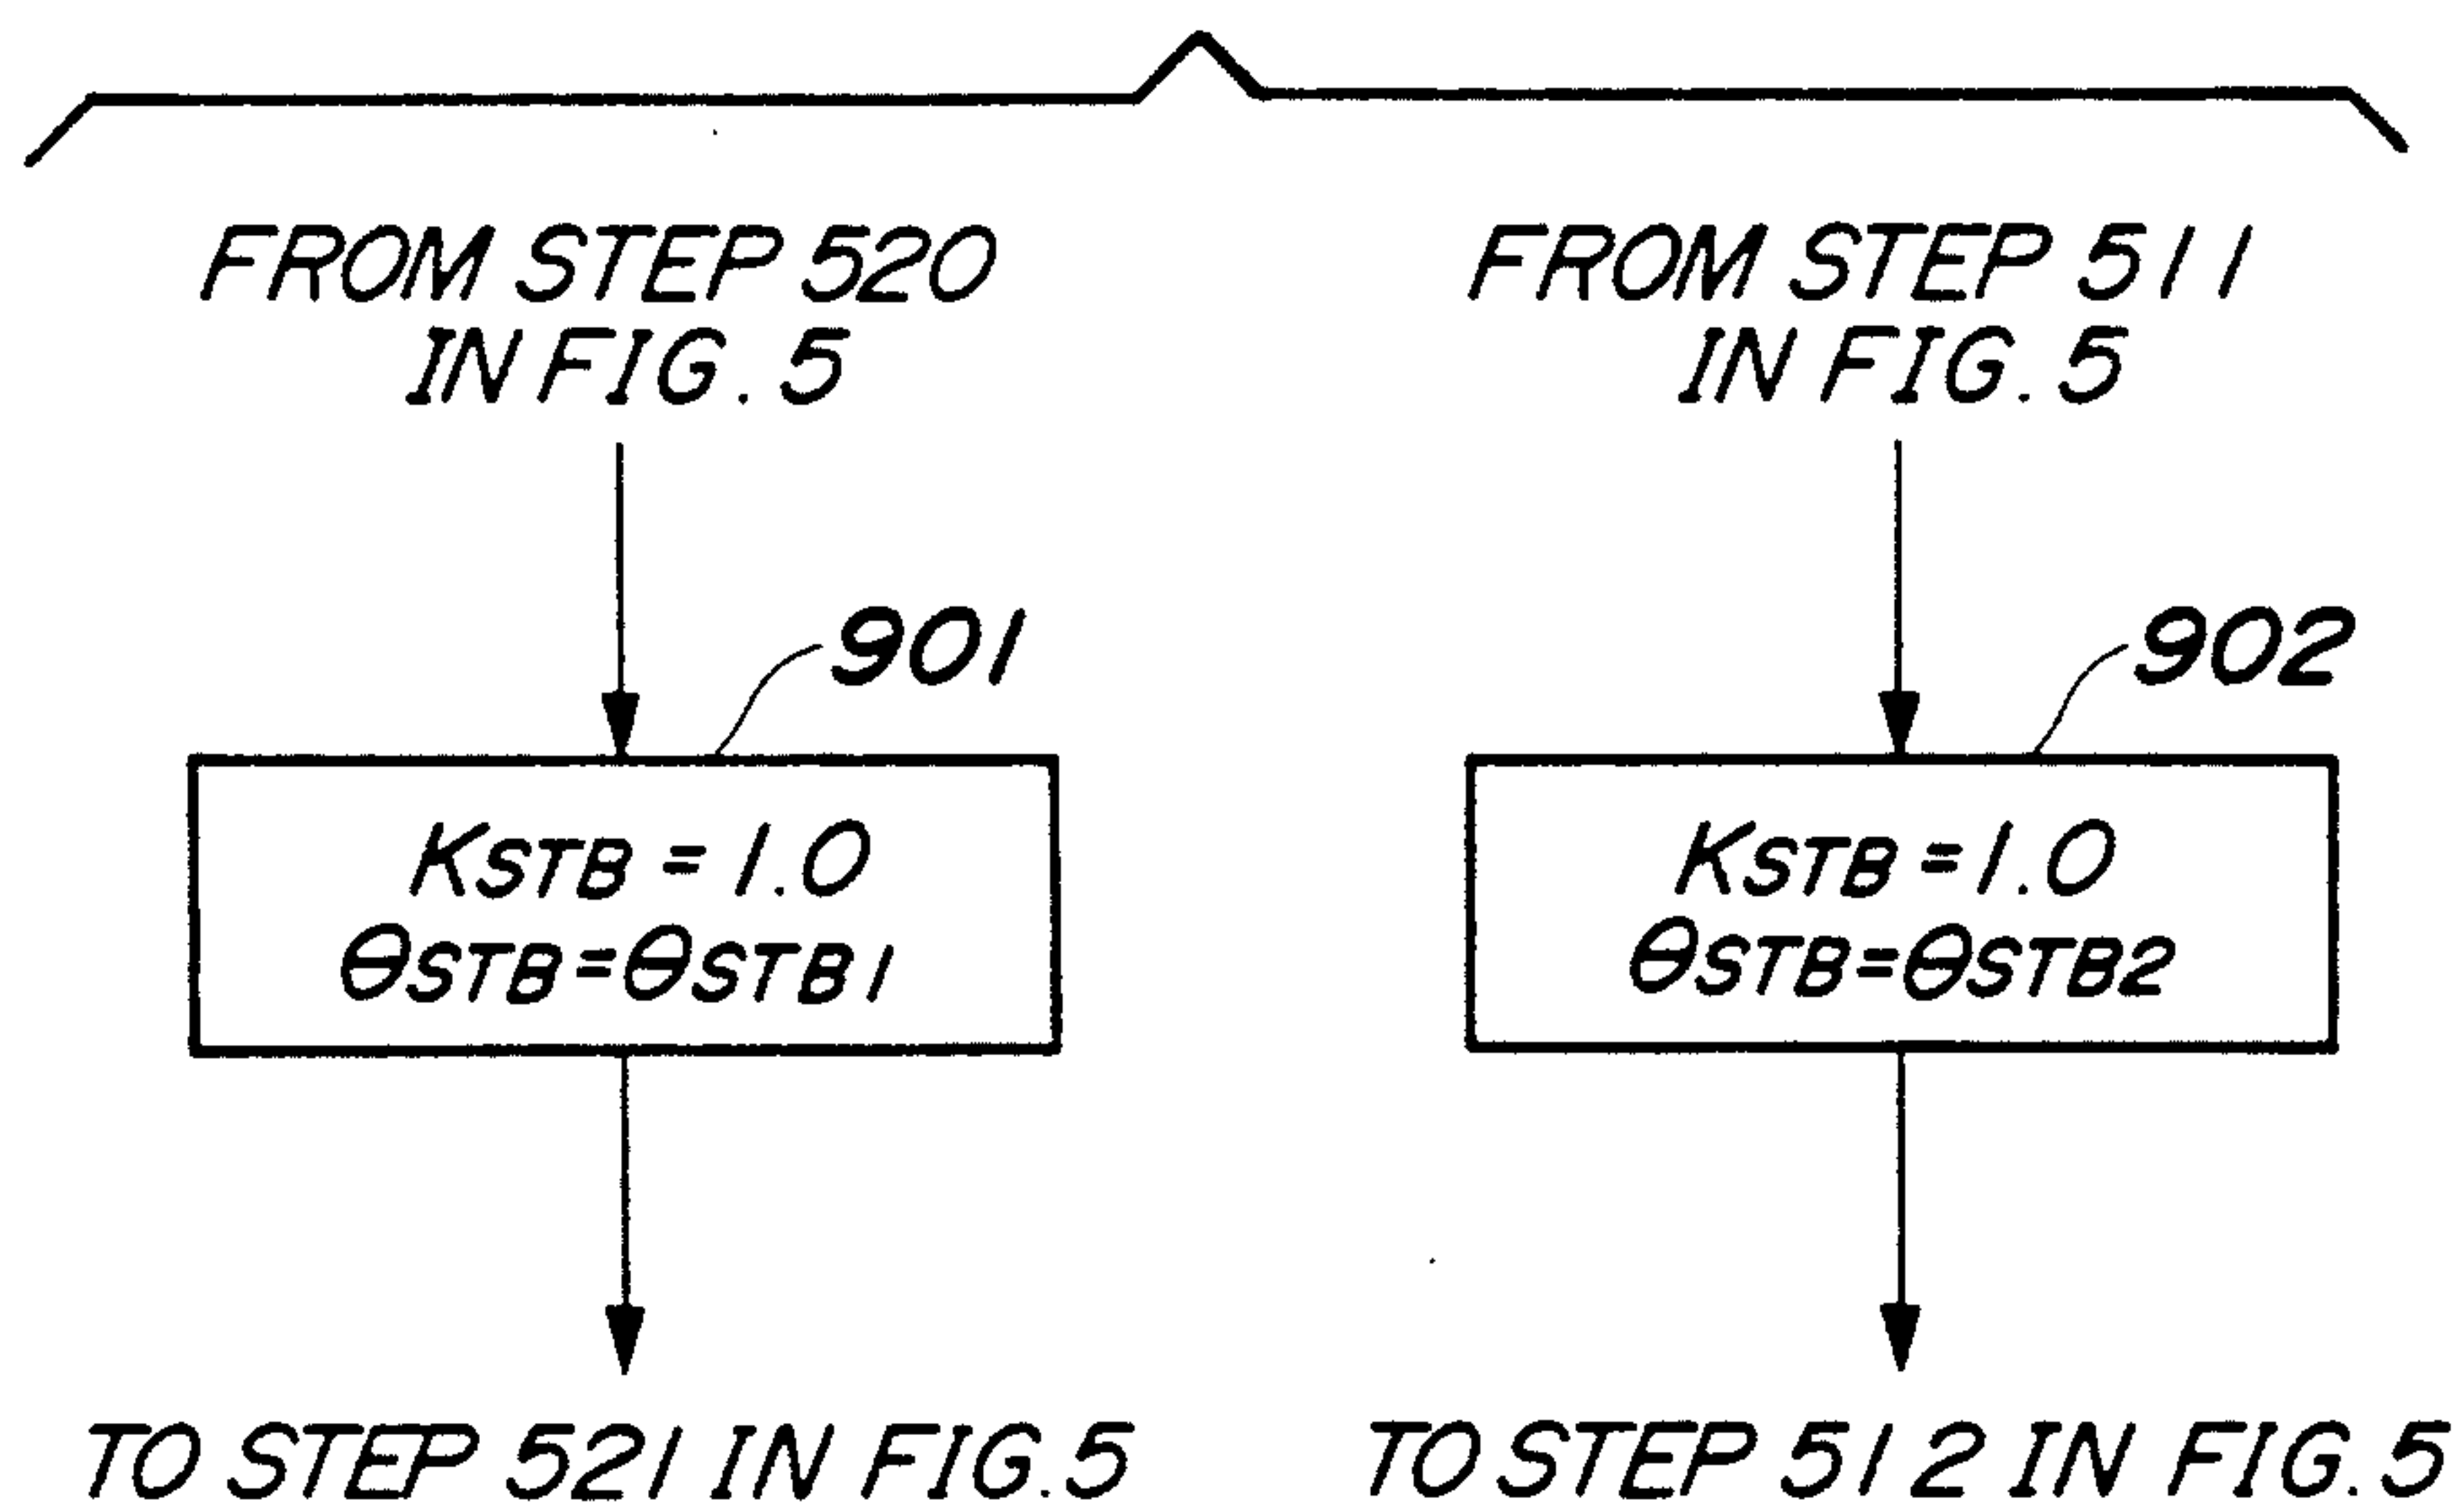 FROM STEP 520
IN FIG. 5
901
KSTB = 1.0
θSTB=θSTB1
TO STEP 521 IN FIG.5
FROM STEP 511
IN FIG. 5
902
KSTB=1.0
θSTB=θSTB2
TO STEP 512 IN FIG.5